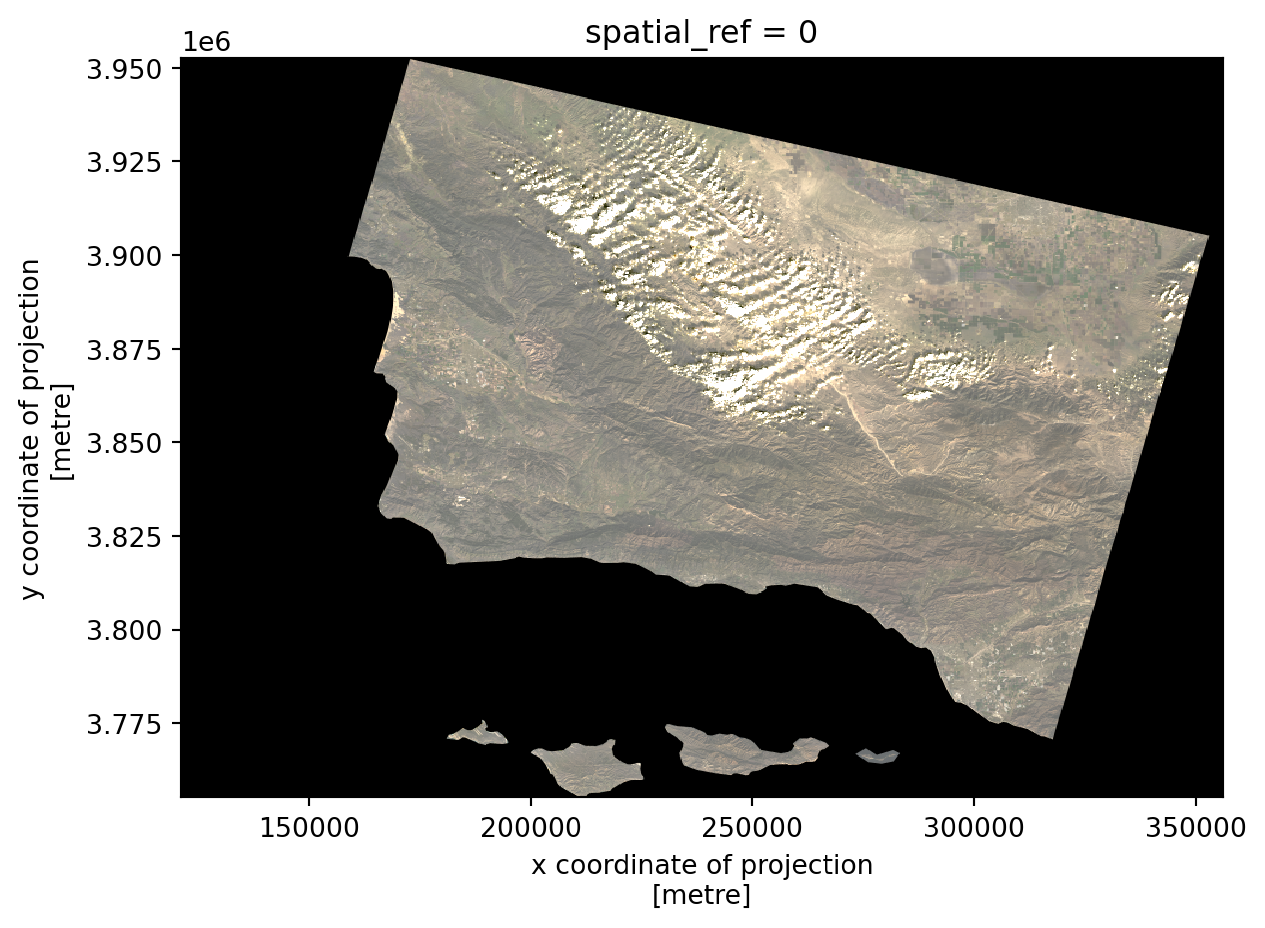 spatial_ref = 0
1e6
3.950
3.925
3.900
3.875
3.850
3.825
3.800
3.775
y coordinate of projection
[metre]
150000 200000 250000 300000 350000
x coordinate of projection
[metre]